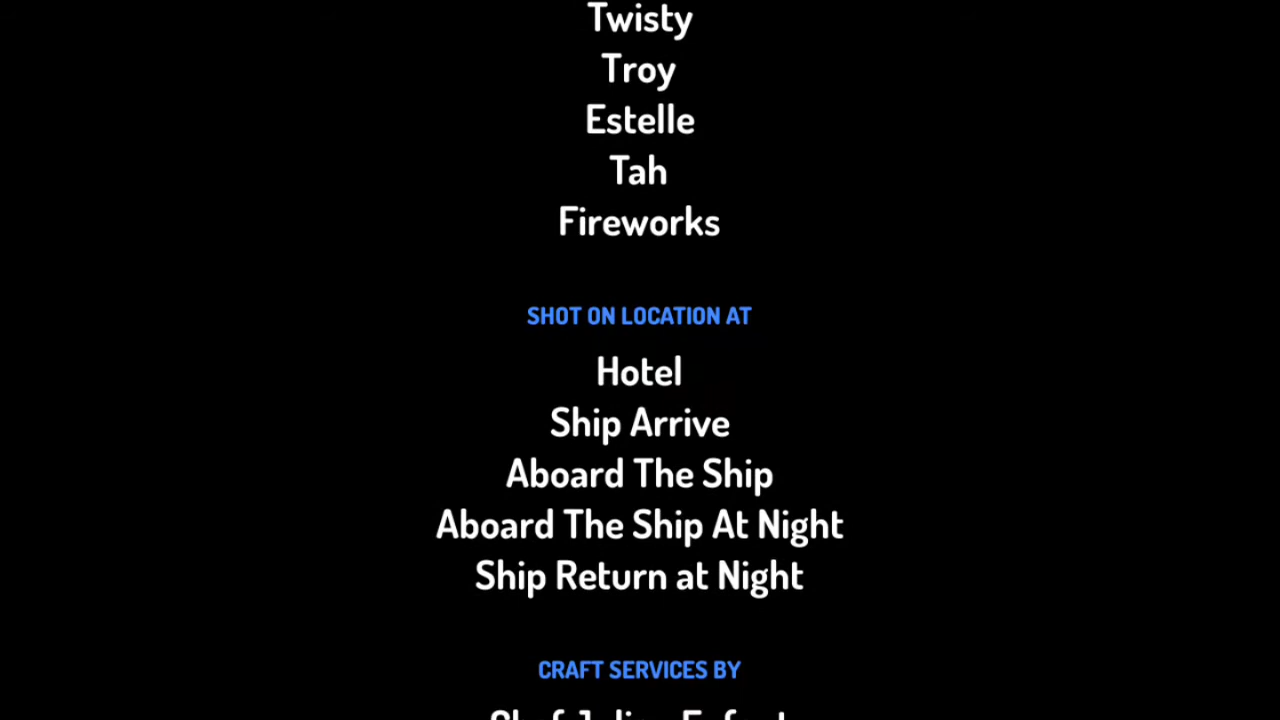 Twisty
Troy
Estelle
Tah
Fireworks
SHOT ON LOCATION AT
Hotel
Ship Arrive
Aboard The Ship
Aboard The Ship At Night
Ship Return at Night
CRAFT SERVICES BY